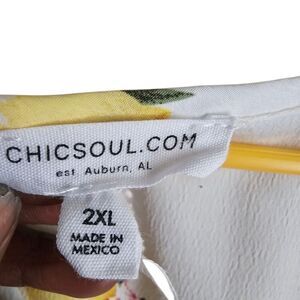 CHICSOUL.COM
est Auburn, AL
2XL
MADE IN
MEXICO